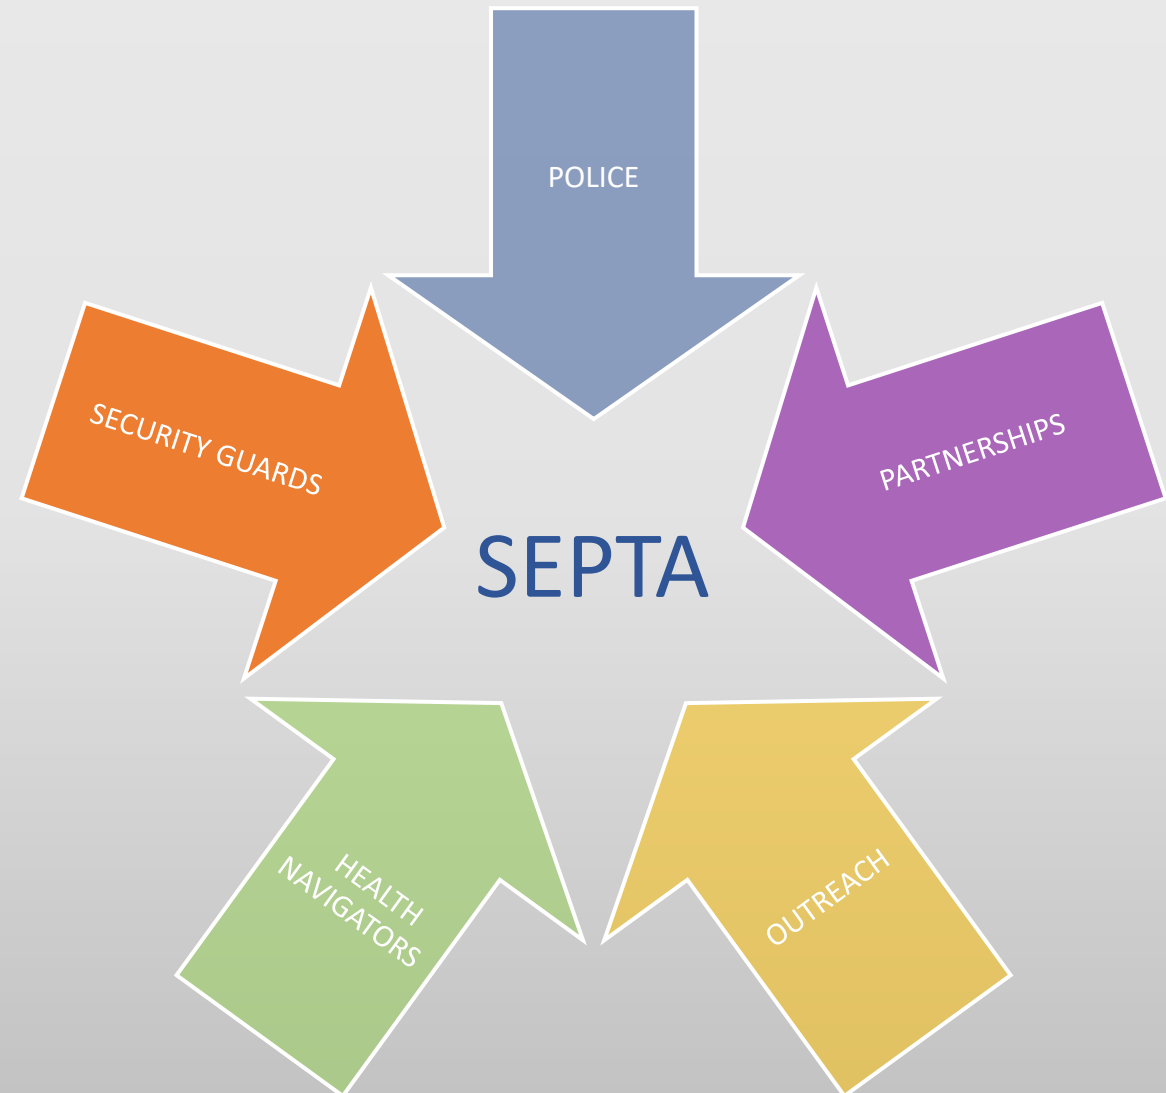 POLICE
SECURITY GUARDS
PARTNERSHIPS
SEPTA
HEALTH
NAVIGATORS
OUTREACH